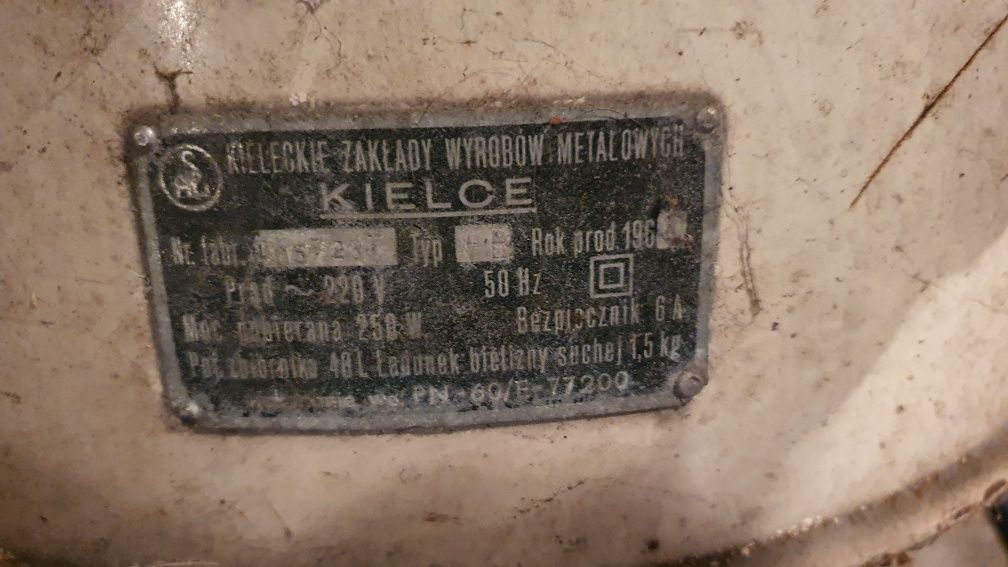 KIELECKIE ZAKŁADY WYROBÓW METALOWYCH
KIELCE
Nr. fabr. Typ Rok prod 196
Prąd ~ 220 V 50 Hz
Moc pobierana 250 W Bezpiecznik 6 A
Poj. zbiornika 40 L Ładunek bielizny suchej 1,5 kg
PN-60/E-77200